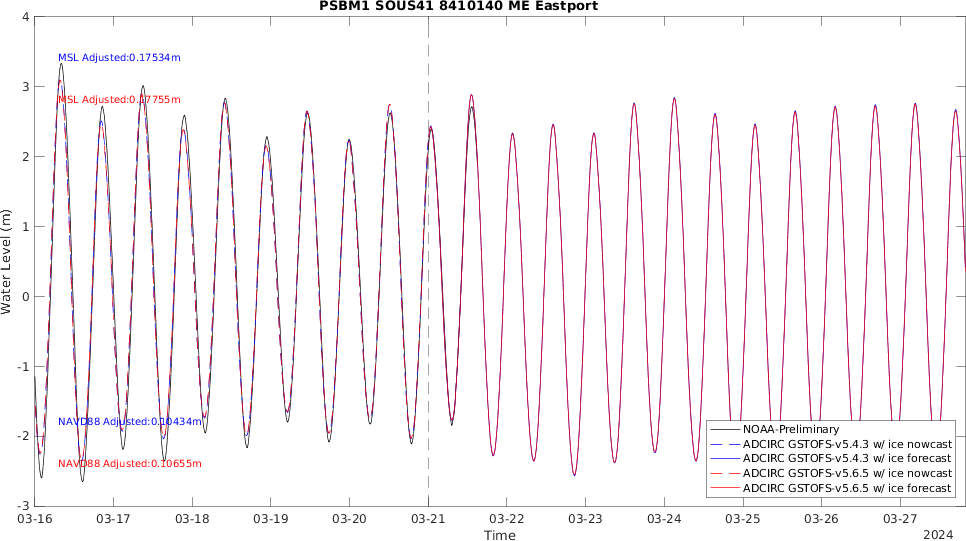 PSBM1 SOUS41 8410140 ME Eastport
4
3
2
1
0
-1
-2
-3
Water Level (m)
MSL Adjusted:0.17534m
MSL Adjusted:0.17755m
NAVD88 Adjusted:0.10434m
NAVD88 Adjusted:0.10655m
NOAA-Preliminary
ADCIRC GSTOFS-v5.4.3 w/ ice nowcast
ADCIRC GSTOFS-v5.4.3 w/ ice forecast
ADCIRC GSTOFS-v5.6.5 w/ ice nowcast
ADCIRC GSTOFS-v5.6.5 w/ ice forecast
03-16 03-17 03-18 03-19 03-20 03-21 03-22 03-23 03-24 03-25 03-26 03-27
Time
2024